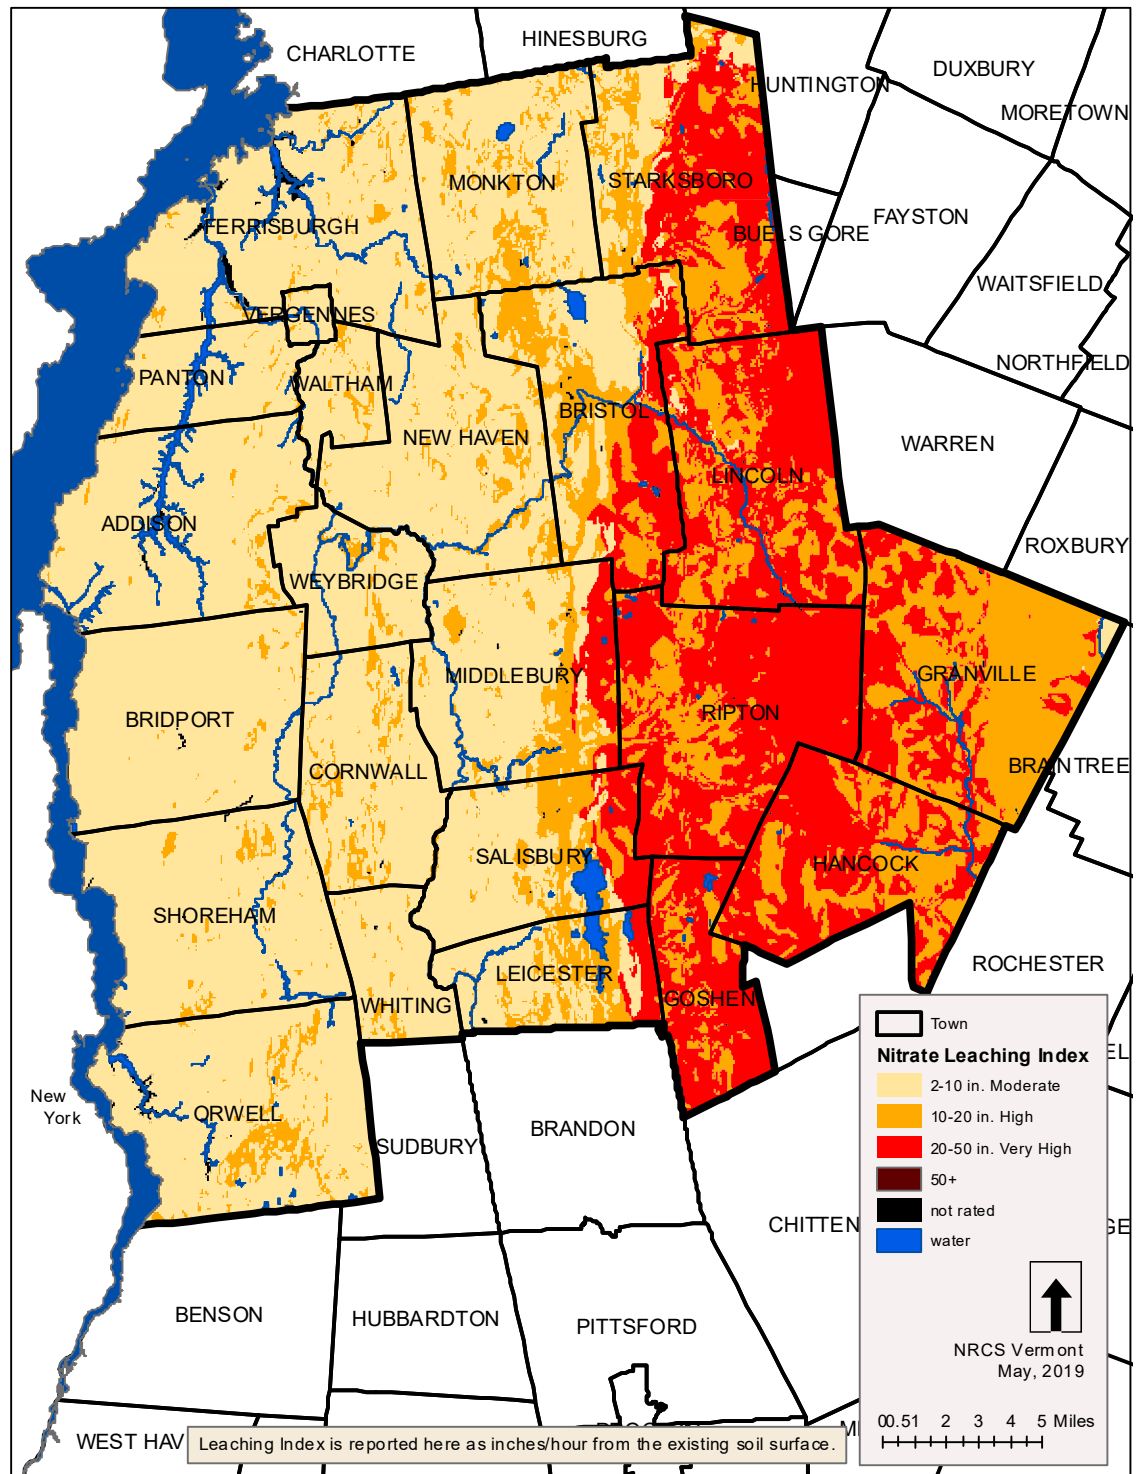 CHARLOTTE
HINESBURG
HUNTINGTON
DUXBURY
MORETOWN
MONKTON
STARKSBORO
FERRISBURGH
BUELS GORE
FAYSTON
WAITSFIELD
VERGENNES
PANTON
WALTHAM
NORTHFIELD
BRISTOL
NEW HAVEN
WARREN
LINCOLN
ADDISON
ROXBURY
WEYBRIDGE
MIDDLEBURY
GRANVILLE
BRIDPORT
RIPTON
CORNWALL
BRAINTREE
SALISBURY
HANCOCK
SHOREHAM
LEICESTER
ROCHESTER
WHITING
GOSHEN
New
York
ORWELL
SUDBURY
BRANDON
CHITTEN
BENSON
HUBBARDTON
PITTSFORD
WEST HAV
Town
Nitrate Leaching Index
2-10 in. Moderate
10-20 in. High
20-50 in. Very High
50+
not rated
water
EL
GE
NRCS Vermont
May, 2019
00.51 2 3 4 5 Miles
Leaching Index is reported here as inches/hour from the existing soil surface.